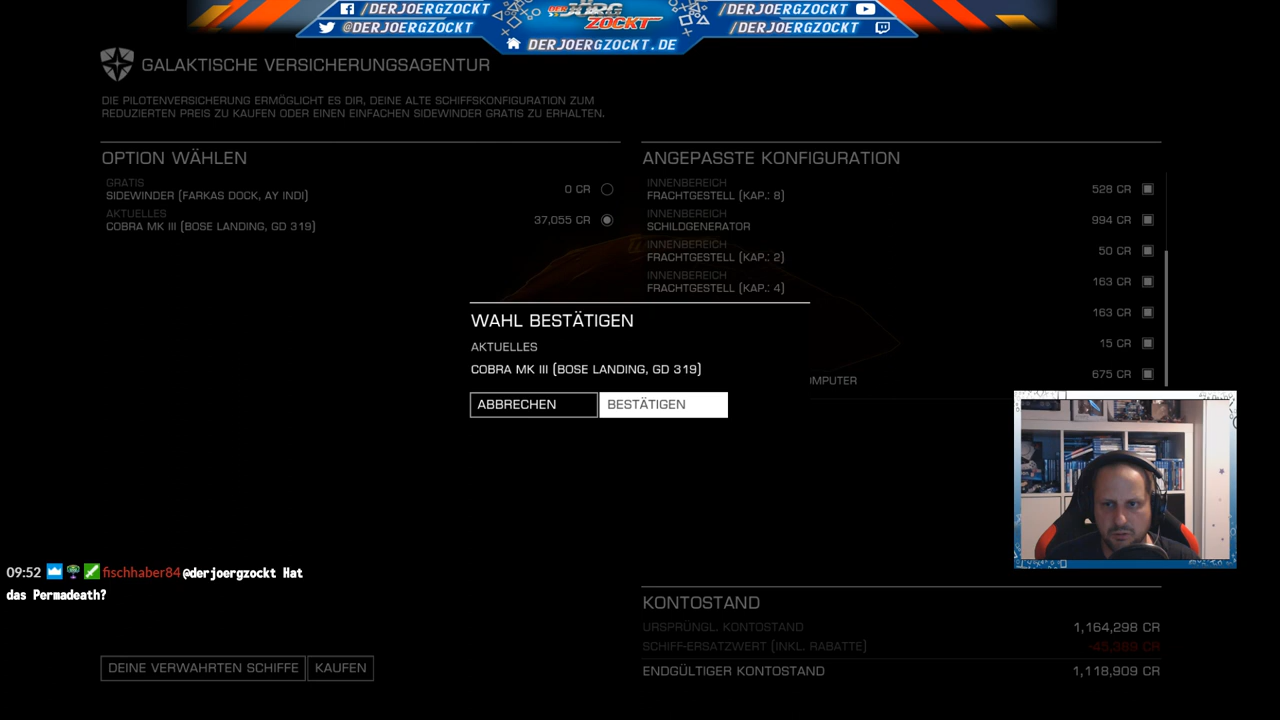 /DERJOERGZOCKT
@DERJOERGZOCKT
DER JÖRG
ZOCKT
/DERJOERGZOCKT
/DERJOERGZOCKT
DERJOERGZOCKT.DE
GALAKTISCHE VERSICHERUNGSAGENTUR
DIE PILOTENVERSICHERUNG ERMÖGLICHT ES DIR, DEINE ALTE SCHIFFSKONFIGURATION ZUM
REDUZIERTEN PREIS ZU KAUFEN ODER EINEN EINFACHEN SIDEWINDER GRATIS ZU ERHALTEN.
OPTION WÄHLEN
GRATIS
SIDEWINDER (FARKAS DOCK, AY INDI) 0 CR
AKTUELLES
COBRA MK III (BOSE LANDING, GD 319) 37,055 CR
ANGEPASSTE KONFIGURATION
INNENBEREICH
FRACHTGESTELL (KAP.: 8) 528 CR
INNENBEREICH
SCHILDGENERATOR 994 CR
INNENBEREICH
FRACHTGESTELL (KAP.: 2) 50 CR
INNENBEREICH
FRACHTGESTELL (KAP.: 4) 163 CR
163 CR
15 CR
OMPUTER 675 CR
WAHL BESTÄTIGEN
AKTUELLES
COBRA MK III (BOSE LANDING, GD 319)
ABBRECHEN BESTÄTIGEN
09:52 fischhaber84 @derjoergzockt Hat
das Permadeath?
KONTOSTAND
URSPRÜNGL. KONTOSTAND 1,164,298 CR
SCHIFF-ERSATZWERT (INKL. RABATTE) -45,389 CR
ENDGÜLTIGER KONTOSTAND 1,118,909 CR
DEINE VERWAHRTEN SCHIFFE KAUFEN